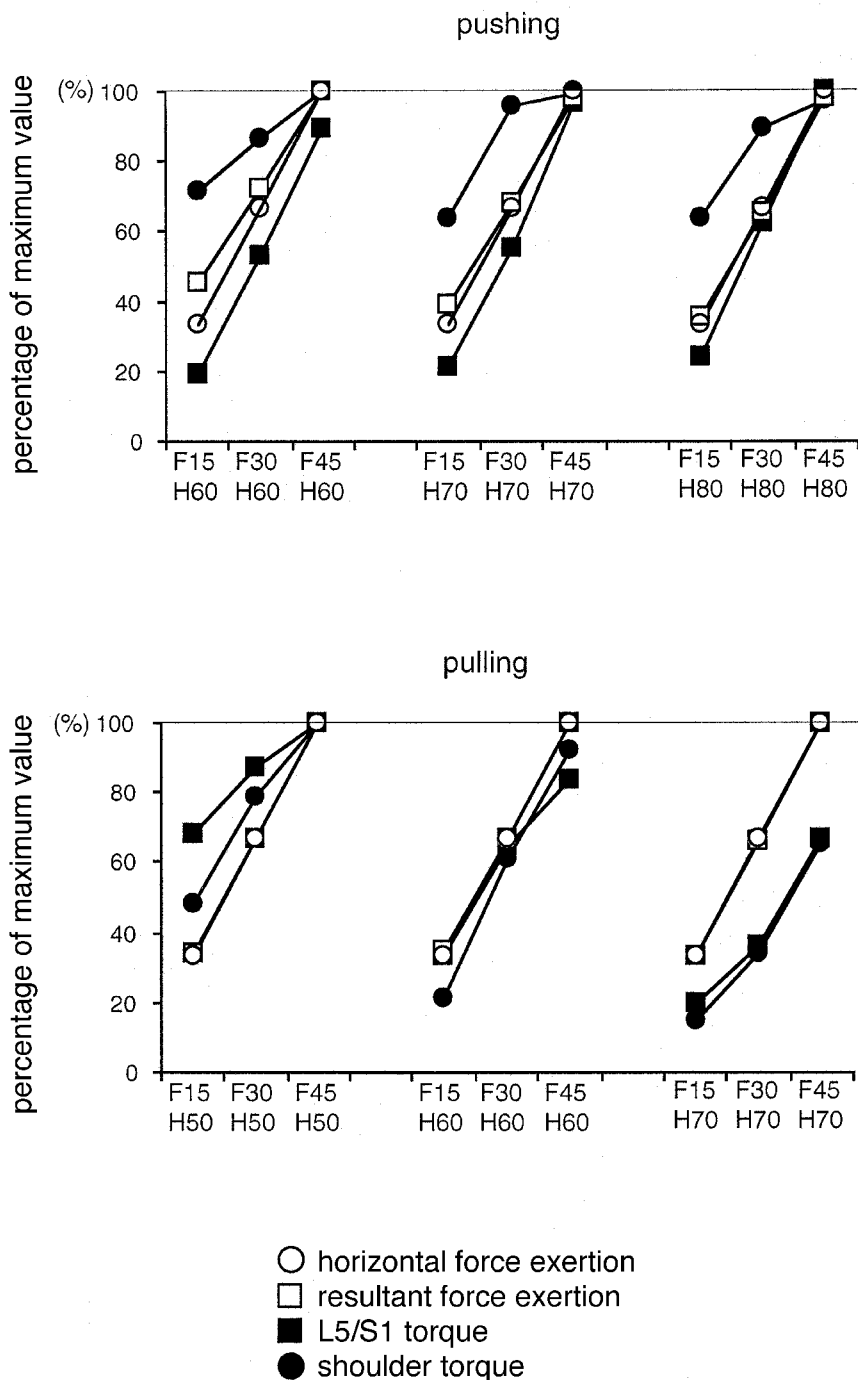 pushing
percentage of maximum value
(%) 100
80
60
40
20
0
F15 F30 F45 F15 F30 F45 F15 F30 F45
H60 H60 H60 H70 H70 H70 H80 H80 H80
pulling
percentage of maximum value
(%) 100
80
60
40
20
0
F15 F30 F45 F15 F30 F45 F15 F30 F45
H50 H50 H50 H60 H60 H60 H70 H70 H70
horizontal force exertion
resultant force exertion
L5/S1 torque
shoulder torque